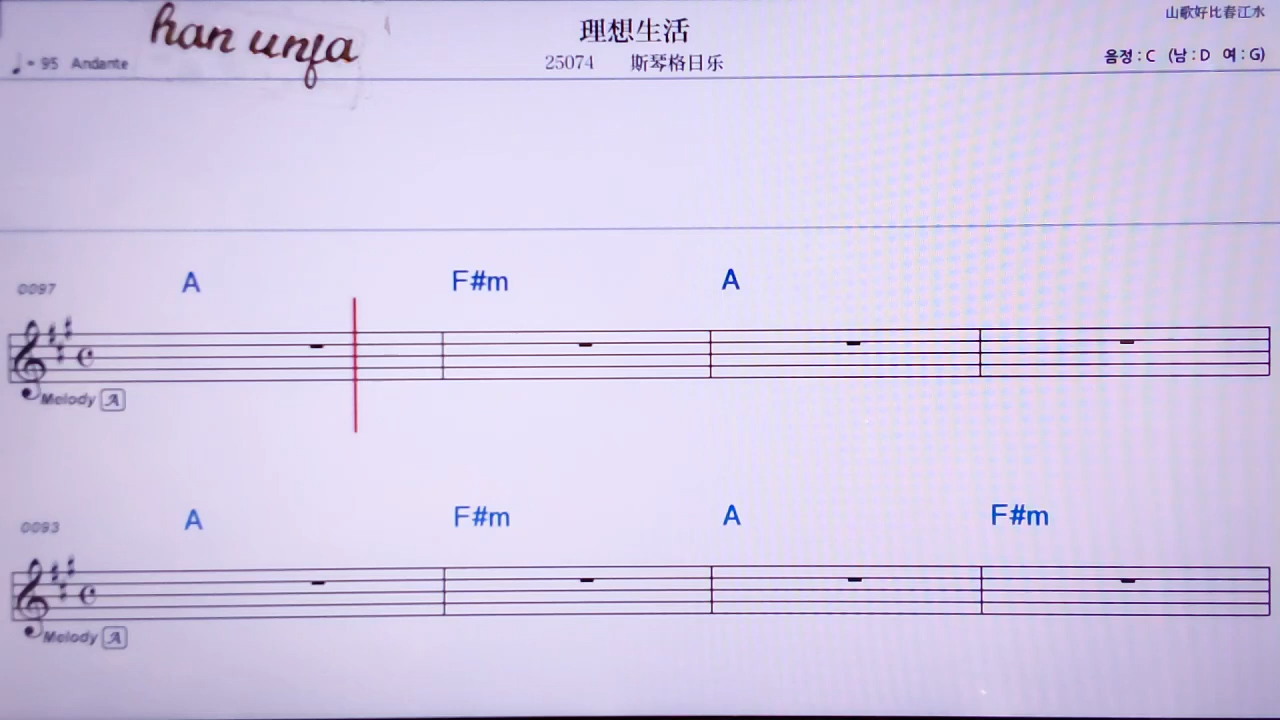 han unja
理想生活
山歌好比春江水
♩= 95 Andante
25074 斯琴格日乐
음정 : C (남 : D 여 : G)
A F#m A
0097
Melody A
A F#m A F#m
0093
Melody A